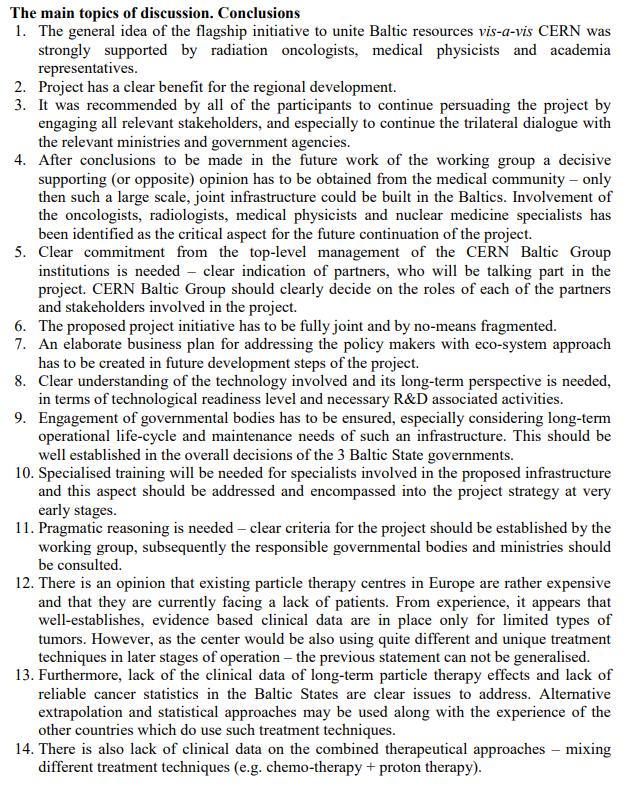 The main topics of discussion. Conclusions
1. The general idea of the flagship initiative to unite Baltic resources vis-a-vis CERN was
strongly supported by radiation oncologists, medical physicists and academia
representatives.
2. Project has a clear benefit for the regional development.
3. It was recommended by all of the participants to continue persuading the project by
engaging all relevant stakeholders, and especially to continue the trilateral dialogue with
the relevant ministries and government agencies.
4. After conclusions to be made in the future work of the working group a decisive
supporting (or opposite) opinion has to be obtained from the medical community – only
then such a large scale, joint infrastructure could be built in the Baltics. Involvement of
the oncologists, radiologists, medical physicists and nuclear medicine specialists has
been identified as the critical aspect for the future continuation of the project.
5. Clear commitment from the top-level management of the CERN Baltic Group
institutions is needed – clear indication of partners, who will be talking part in the
project. CERN Baltic Group should clearly decide on the roles of each of the partners
and stakeholders involved in the project.
6. The proposed project initiative has to be fully joint and by no-means fragmented.
7. An elaborate business plan for addressing the policy makers with eco-system approach
has to be created in future development steps of the project.
8. Clear understanding of the technology involved and its long-term perspective is needed,
in terms of technological readiness level and necessary R&D associated activities.
9. Engagement of governmental bodies has to be ensured, especially considering long-term
operational life-cycle and maintenance needs of such an infrastructure. This should be
well established in the overall decisions of the 3 Baltic State governments.
10. Specialised training will be needed for specialists involved in the proposed infrastructure
and this aspect should be addressed and encompassed into the project strategy at very
early stages.
11. Pragmatic reasoning is needed – clear criteria for the project should be established by the
working group, subsequently the responsible governmental bodies and ministries should
be consulted.
12. There is an opinion that existing particle therapy centres in Europe are rather expensive
and that they are currently facing a lack of patients. From experience, it appears that
well-establishes, evidence based clinical data are in place only for limited types of
tumors. However, as the center would be also using quite different and unique treatment
techniques in later stages of operation – the previous statement can not be generalised.
13. Furthermore, lack of the clinical data of long-term particle therapy effects and lack of
reliable cancer statistics in the Baltic States are clear issues to address. Alternative
extrapolation and statistical approaches may be used along with the experience of the
other countries which do use such treatment techniques.
14. There is also lack of clinical data on the combined therapeutical approaches – mixing
different treatment techniques (e.g. chemo-therapy + proton therapy).